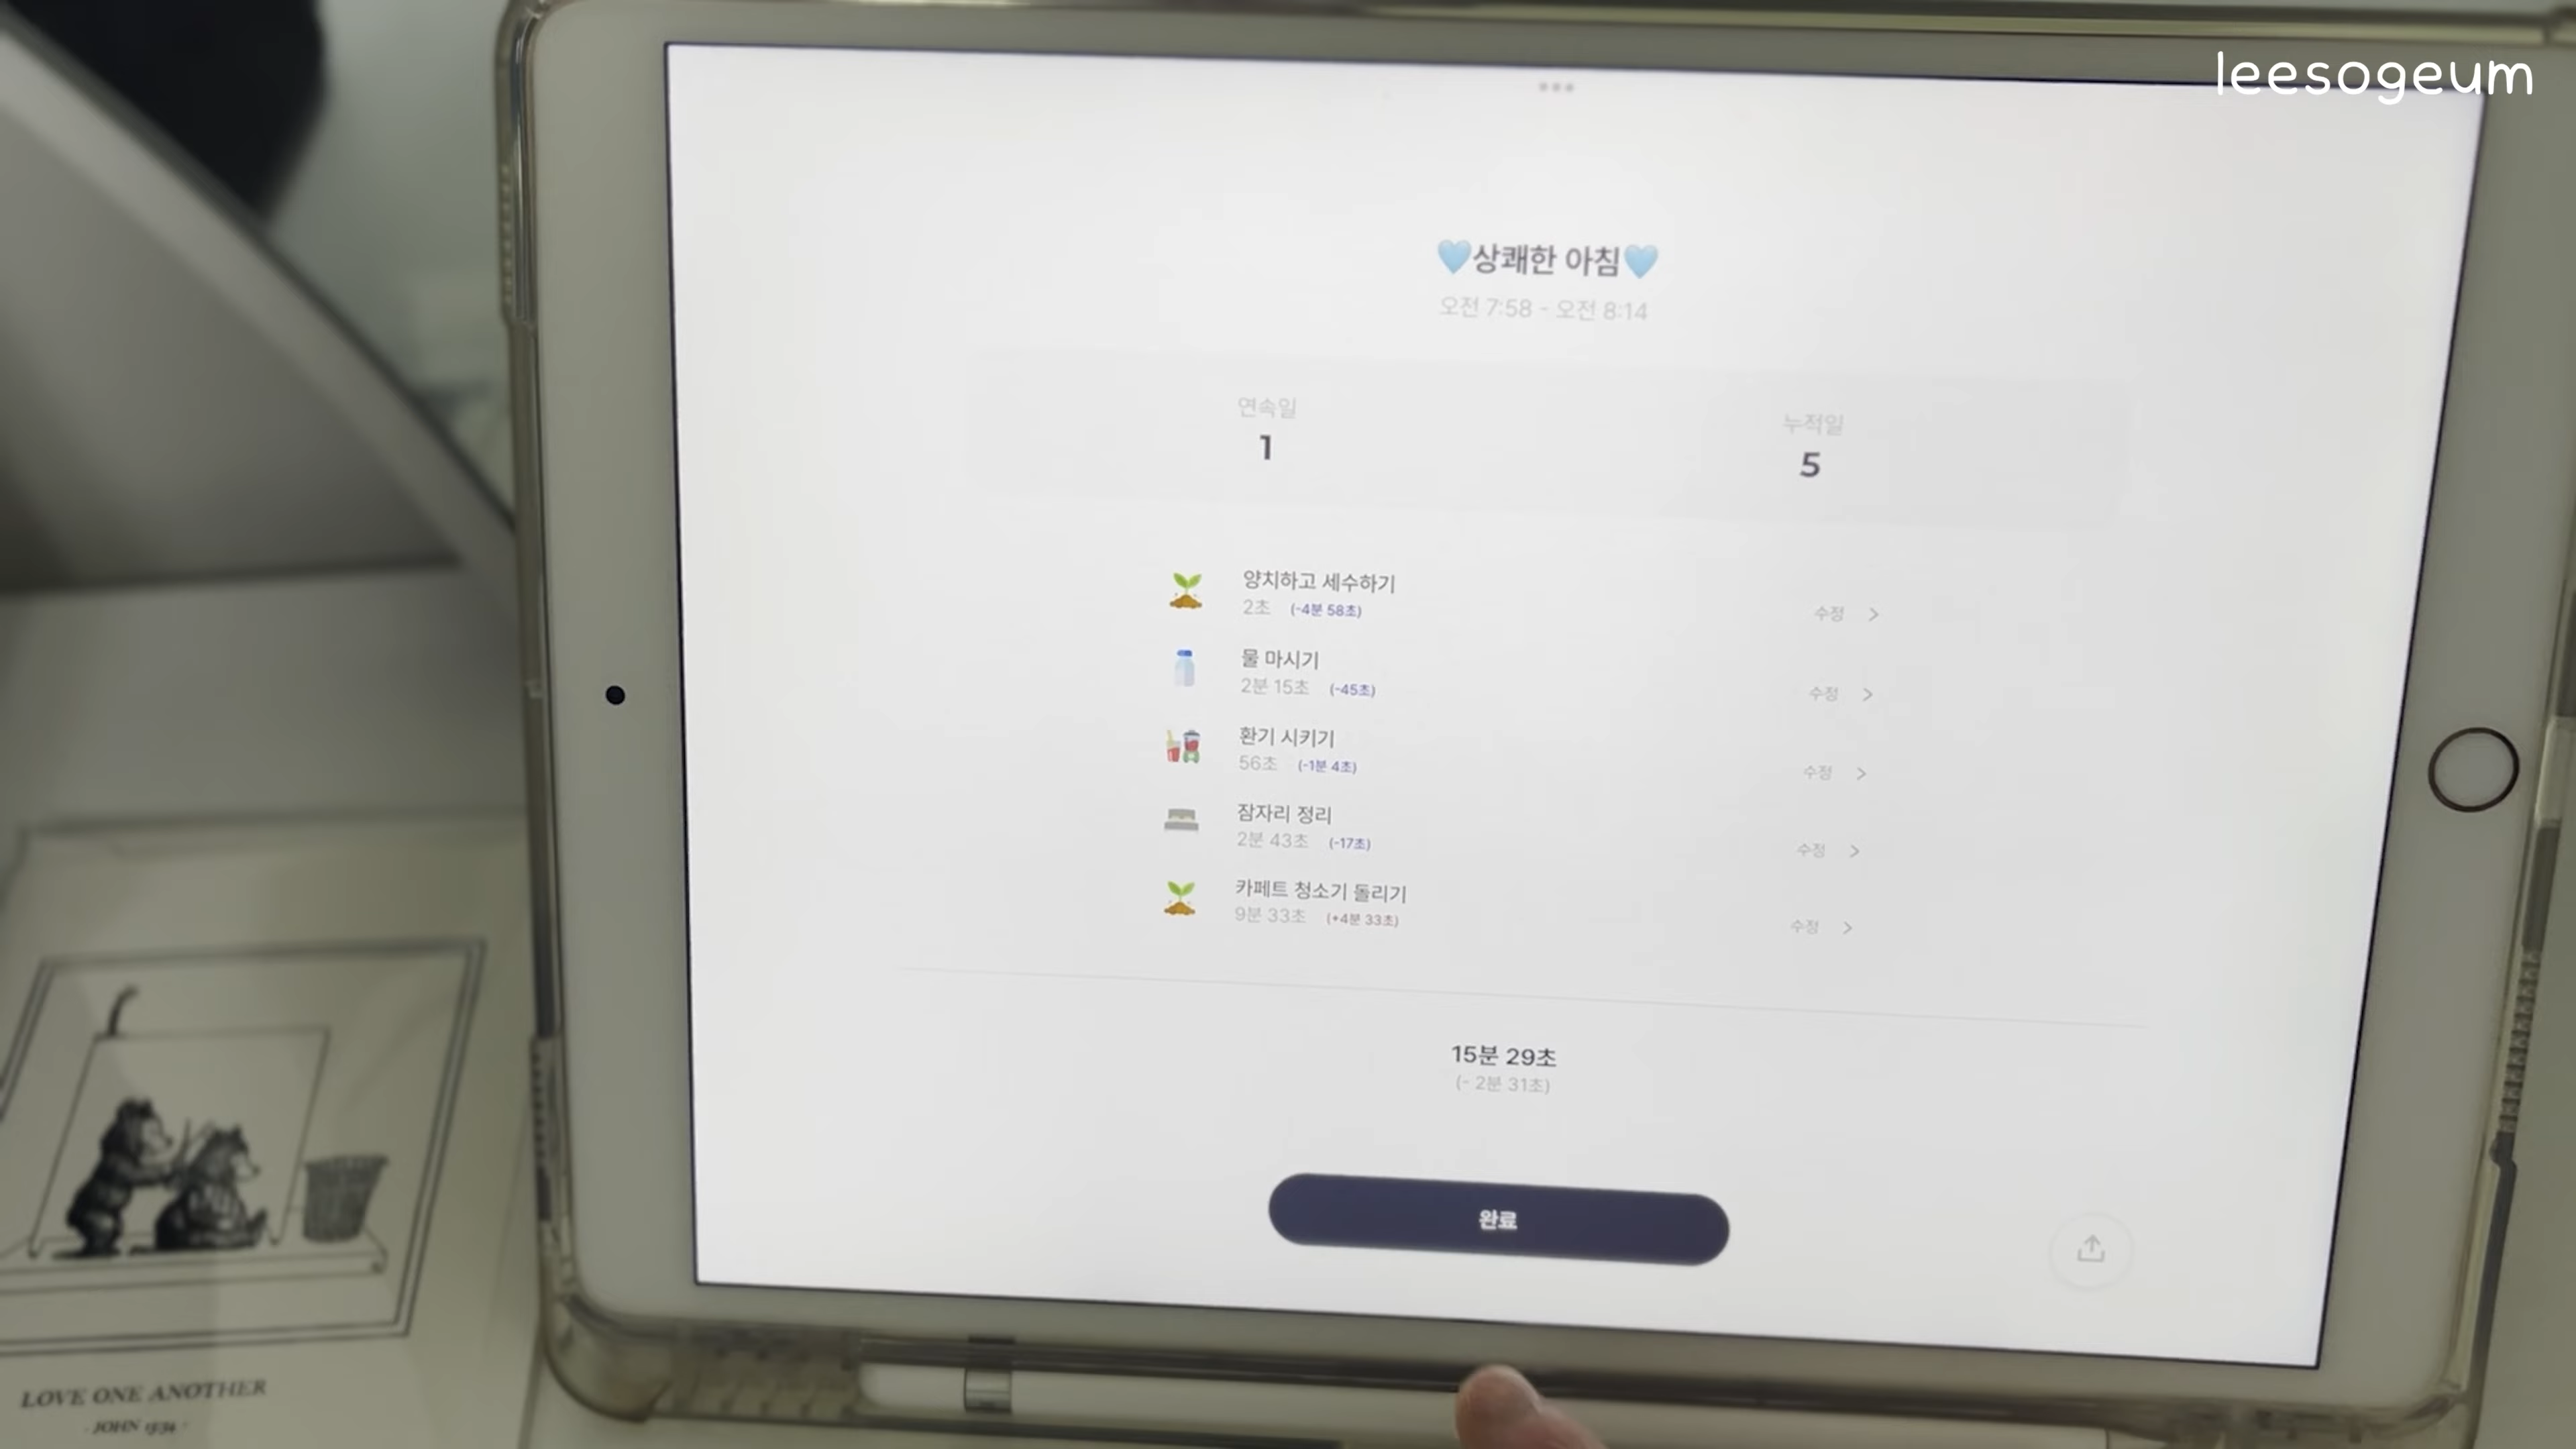 leesogeum
🩵상쾌한 아침🩵
오전 7:58 - 오전 8:14
연속일
1
누적일
5
양치하고 세수하기
2초 (-4분 58초)
수정 >
물 마시기
2분 15초 (-45초)
수정 >
환기 시키기
56초 (-1분 4초)
수정 >
잠자리 정리
2분 43초 (-17초)
수정 >
카페트 청소기 돌리기
9분 33초 (+4분 33초)
수정 >
15분 29초
(- 2분 31초)
완료
LOVE ONE ANOTHER
- JOHN